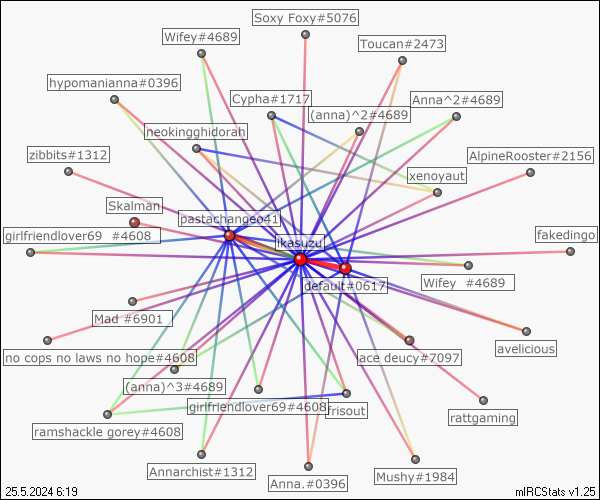 Soxy Foxy#5076
Wifey#4689
Toucan#2473
hypomanianna#0396
Cypha#1717
(anna)^2#4689
Anna^2#4689
neokingghidorah
zibbits#1312
AlpineRooster#2156
xenoyaut
Skalman
pastachangeo41
girlfriendlover69 #4608
ikasuzu
fakedingo
default#0617
Wifey #4689
Mad #6901
avelicious
no cops no laws no hope#4608
ace deucy#7097
(anna)^3#4689
girlfriendlover69#4608
frisout
rattgaming
ramshackle gorey#4608
Annarchist#1312
Anna.#0396
Mushy#1984
25.5.2024 6:19
mIRCStats v1.25